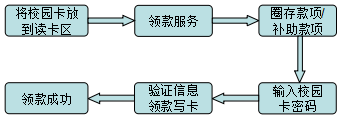 将校园卡放
到读卡区
领款服务
圈存款项/
补助款项
输入校园
卡密码
验证信息
领款写卡
领款成功